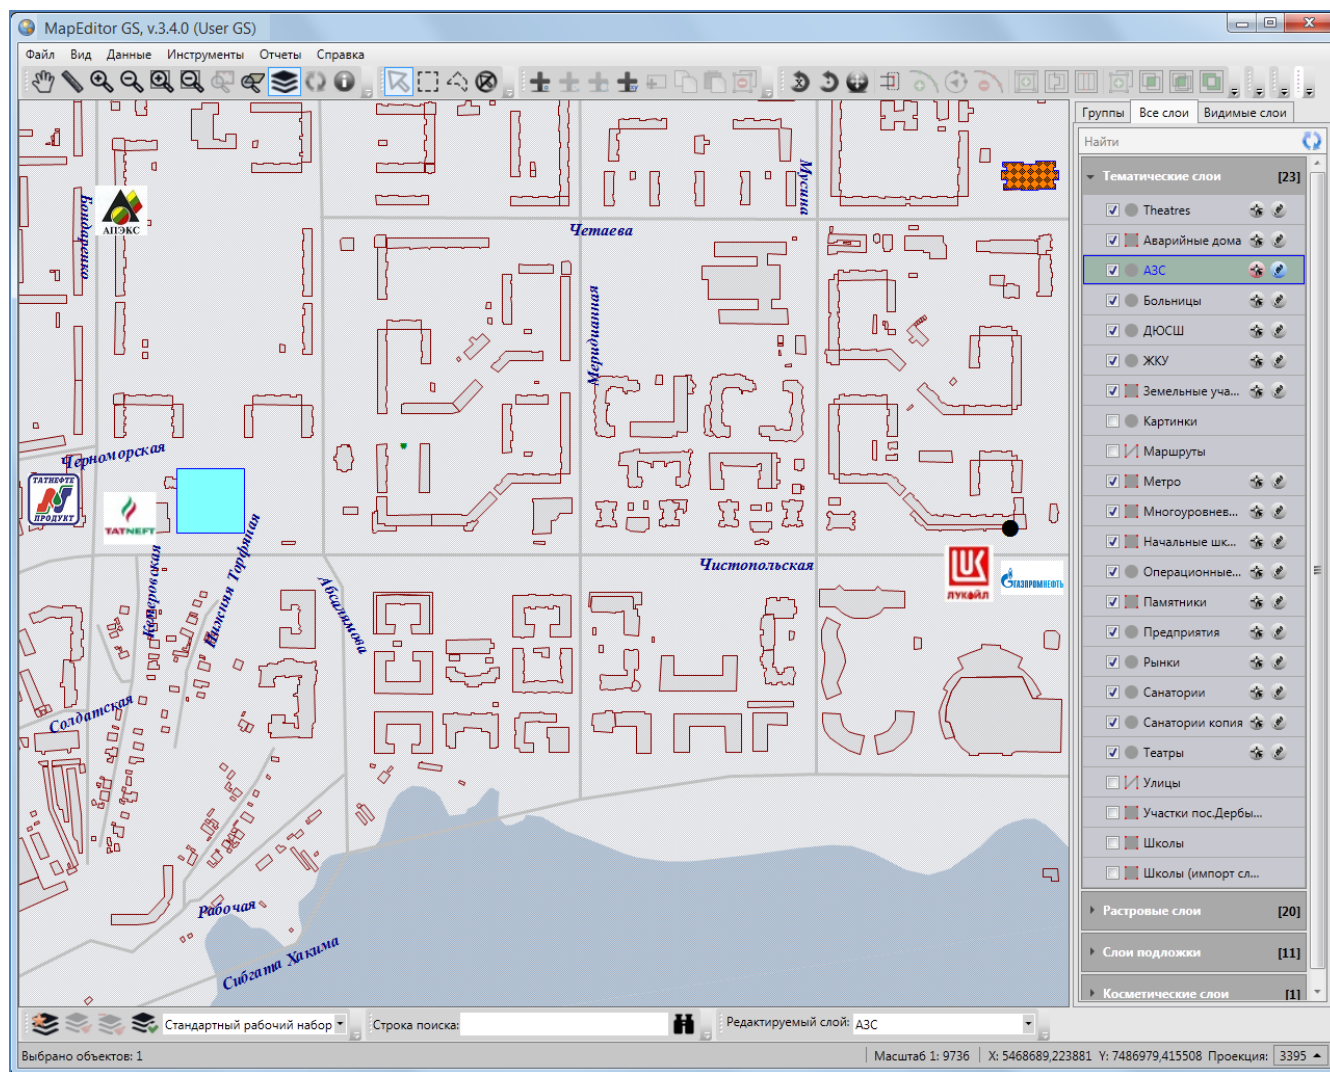 MapEditor GS, v.3.4.0 (User GS)
Файл Вид Данные Инструменты Отчеты Справка
Группы Все слои Видимые слои
Найти
Тематические слои [23]
Theatres
Аварийные дома
АЗС
Больницы
ДЮСШ
ЖКУ
Земельные уча...
Картинки
Маршруты
Метро
Многоуровнев...
Начальные шк...
Операционные...
Памятники
Предприятия
Рынки
Санатории
Санатории копия
Театры
Улицы
Участки пос.Дербы...
Школы
Школы (импорт сл...
Растровые слои [20]
Слои подложки [11]
Косметические слои [1]
Бондаренко
АПЭКС
Мусина
Четаева
Меридианная
Черноморская
ТАТНЕФТЕ
ПРОДУКТ
TATNEFT
Кемеровская
Нижняя Торфяная
Абсалямова
Чистопольская
ЛУКОЙЛ
ГАЗПРОМНЕФТЬ
Солдатская
Рабочая
Сибгата Хакима
Стандартный рабочий набор Строка поиска: Редактируемый слой: АЗС
Выбрано объектов: 1 Масштаб 1: 9736 X: 5468689,223881 Y: 7486979,415508 Проекция: 3395